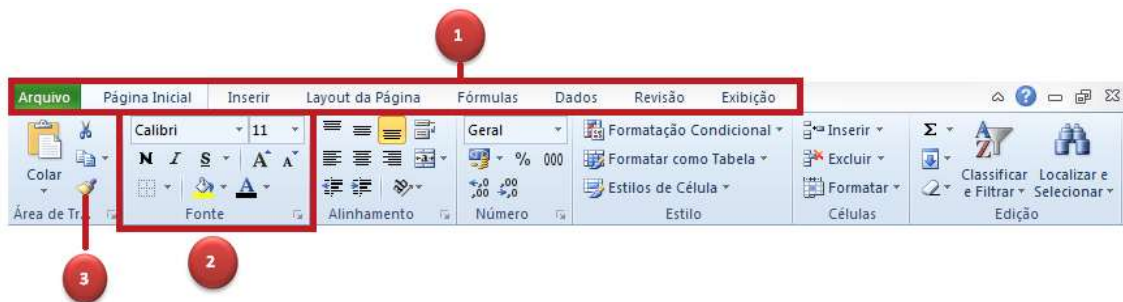 1
Arquivo Página Inicial Inserir Layout da Página Fórmulas Dados Revisão Exibição
Calibri 11 Geral Formatação Condicional Inserir Σ
N I S A A % 000 Formatar como Tabela Excluir
Colar A ,0 ,00 ,00 ,0 Estilos de Célula Formatar A Z Classificar e Filtrar Localizar e Selecionar
Área de Tr... Fonte Alinhamento Número Estilo Células Edição
3 2